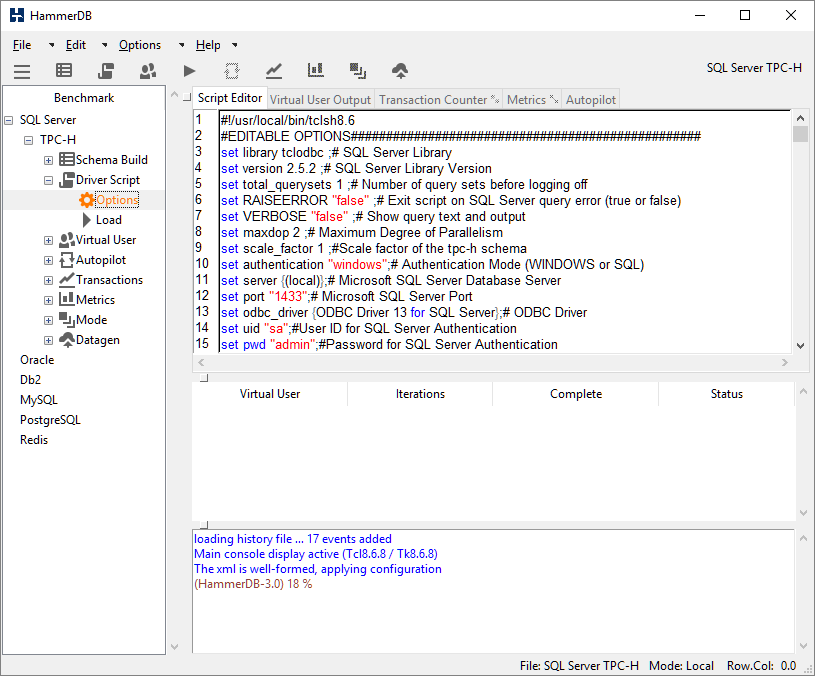 HammerDB
File Edit Options Help
SQL Server TPC-H
Benchmark
SQL Server
TPC-H
Schema Build
Driver Script
Options
Load
Virtual User
Autopilot
Transactions
Metrics
Mode
Datagen
Oracle
Db2
MySQL
PostgreSQL
Redis
Script Editor Virtual User Output Transaction Counter Metrics Autopilot
1 #!/usr/local/bin/tclsh8.6
2 #EDITABLE OPTIONS##################################################
3 set library tclodbc ;# SQL Server Library
4 set version 2.5.2 ;# SQL Server Library Version
5 set total_querysets 1 ;# Number of query sets before logging off
6 set RAISEERROR "false" ;# Exit script on SQL Server query error (true or false)
7 set VERBOSE "false" ;# Show query text and output
8 set maxdop 2 ;# Maximum Degree of Parallelism
9 set scale_factor 1 ;#Scale factor of the tpc-h schema
10 set authentication "windows";# Authentication Mode (WINDOWS or SQL)
11 set server {(local)};# Microsoft SQL Server Database Server
12 set port "1433";# Microsoft SQL Server Port
13 set odbc_driver {ODBC Driver 13 for SQL Server};# ODBC Driver
14 set uid "sa";#User ID for SQL Server Authentication
15 set pwd "admin";#Password for SQL Server Authentication
Virtual User Iterations Complete Status
loading history file ... 17 events added
Main console display active (Tcl8.6.8 / Tk8.6.8)
The xml is well-formed, applying configuration
(HammerDB-3.0) 18 %
File: SQL Server TPC-H Mode: Local Row.Col: 0.0